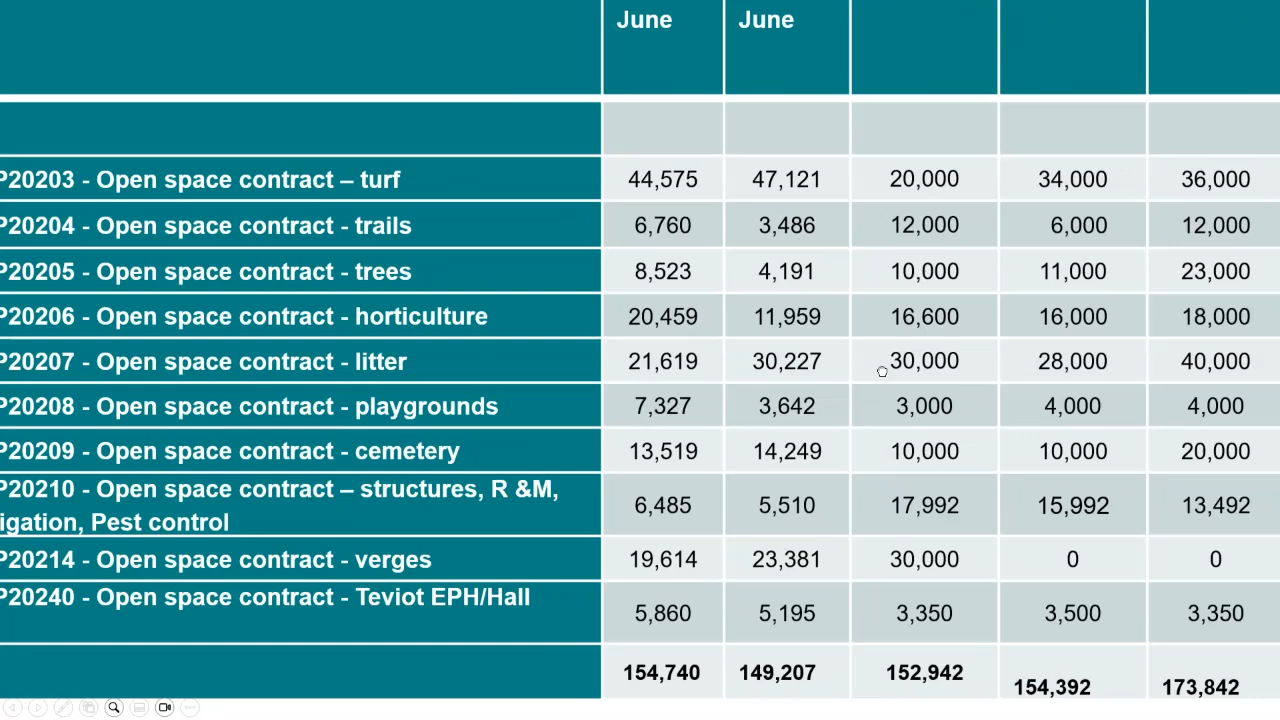 June June
P20203 - Open space contract – turf 44,575 47,121 20,000 34,000 36,000
P20204 - Open space contract - trails 6,760 3,486 12,000 6,000 12,000
P20205 - Open space contract - trees 8,523 4,191 10,000 11,000 23,000
P20206 - Open space contract - horticulture 20,459 11,959 16,600 16,000 18,000
P20207 - Open space contract - litter 21,619 30,227 30,000 28,000 40,000
P20208 - Open space contract - playgrounds 7,327 3,642 3,000 4,000 4,000
P20209 - Open space contract - cemetery 13,519 14,249 10,000 10,000 20,000
P20210 - Open space contract – structures, R &M,
igation, Pest control 6,485 5,510 17,992 15,992 13,492
P20214 - Open space contract - verges 19,614 23,381 30,000 0 0
P20240 - Open space contract - Teviot EPH/Hall 5,860 5,195 3,350 3,500 3,350
154,740 149,207 152,942 154,392 173,842